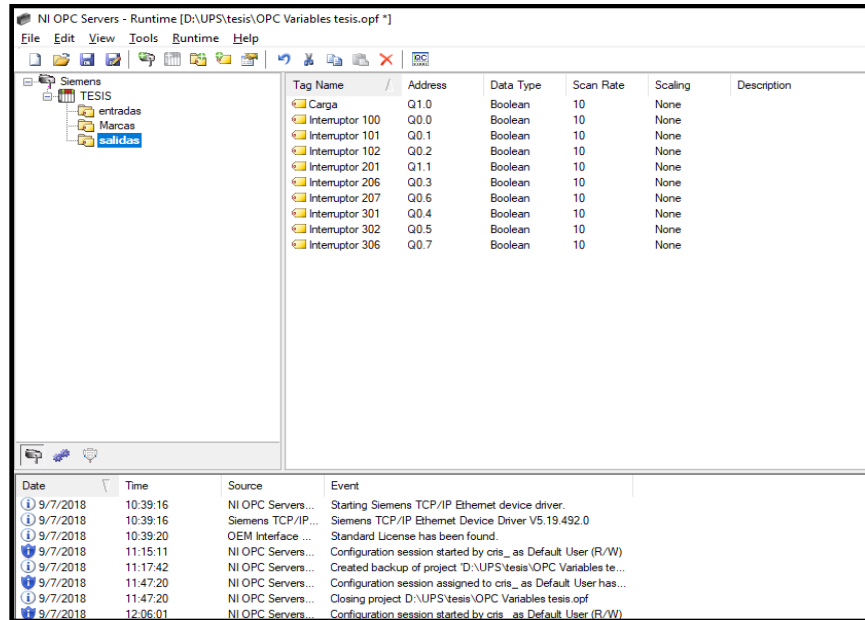 NI OPC Servers - Runtime [D:\UPS\tesis\OPC Variables tesis.opf *]
File Edit View Tools Runtime Help
Siemens
TESIS
entradas
Marcas
salidas
Tag Name Address Data Type Scan Rate Scaling Description
Carga Q1.0 Boolean 10 None
Interruptor 100 Q0.0 Boolean 10 None
Interruptor 101 Q0.1 Boolean 10 None
Interruptor 102 Q0.2 Boolean 10 None
Interruptor 201 Q1.1 Boolean 10 None
Interruptor 206 Q0.3 Boolean 10 None
Interruptor 207 Q0.6 Boolean 10 None
Interruptor 301 Q0.4 Boolean 10 None
Interruptor 302 Q0.5 Boolean 10 None
Interruptor 306 Q0.7 Boolean 10 None
Date Time Source Event
9/7/2018 10:39:16 NI OPC Servers... Starting Siemens TCP/IP Ethernet device driver.
9/7/2018 10:39:16 Siemens TCP/IP... Siemens TCP/IP Ethernet Device Driver V5.19.492.0
9/7/2018 10:39:20 OEM Interface ... Standard License has been found.
9/7/2018 11:15:11 NI OPC Servers... Configuration session started by cris_ as Default User (R/W)
9/7/2018 11:17:42 NI OPC Servers... Created backup of project 'D:\UPS\tesis\OPC Variables te...
9/7/2018 11:47:20 NI OPC Servers... Configuration session assigned to cris_ as Default User has...
9/7/2018 11:47:20 NI OPC Servers... Closing project D:\UPS\tesis\OPC Variables tesis.opf
9/7/2018 12:06:01 NI OPC Servers... Configuration session started by cris_ as Default User (R/W)